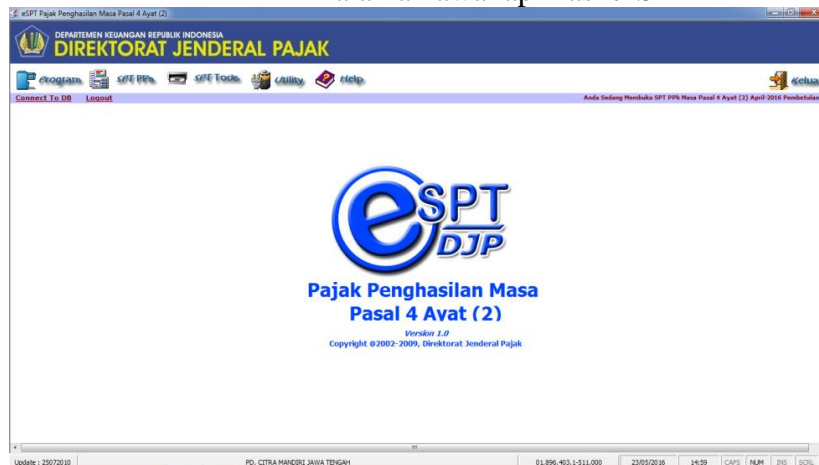 eSPT Pajak Penghasilan Masa Pasal 4 Ayat (2)
DEPARTEMEN KEUANGAN REPUBLIK INDONESIA
DIREKTORAT JENDERAL PAJAK
Program SPT PPh SPT Tools Utility Help Kelua
Connect To DB Logout Anda Sedang Membuka SPT PPh Masa Pasal 4 Ayat (2) April-2016 Pembetulan
eSPT
DJP
Pajak Penghasilan Masa
Pasal 4 Ayat (2)
Version 1.0
Copyright @2002-2009, Direktorat Jenderal Pajak
Update : 25072010 PD. CITRA MANDIRI JAWA TENGAH 01.896.403.1-511.000 23/05/2016 14:59 CAPS NUM INS SCRL